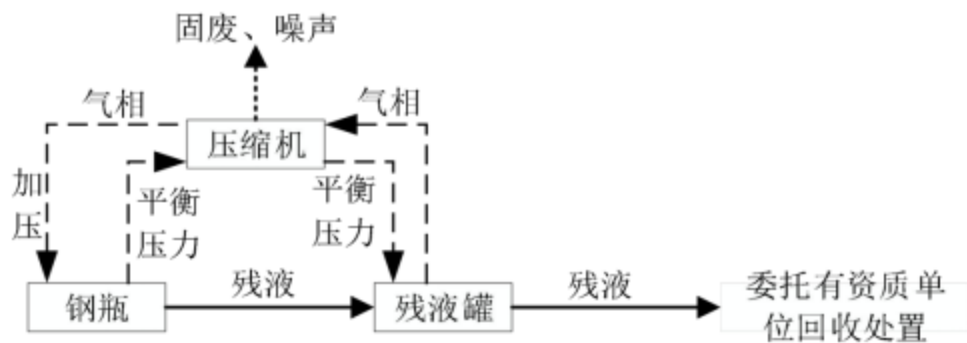 固废、噪声
气相
气相
压缩机
加
压
平衡
压力
平衡
压力
钢瓶
残液
残液罐
残液
委托有资质单
位回收处置